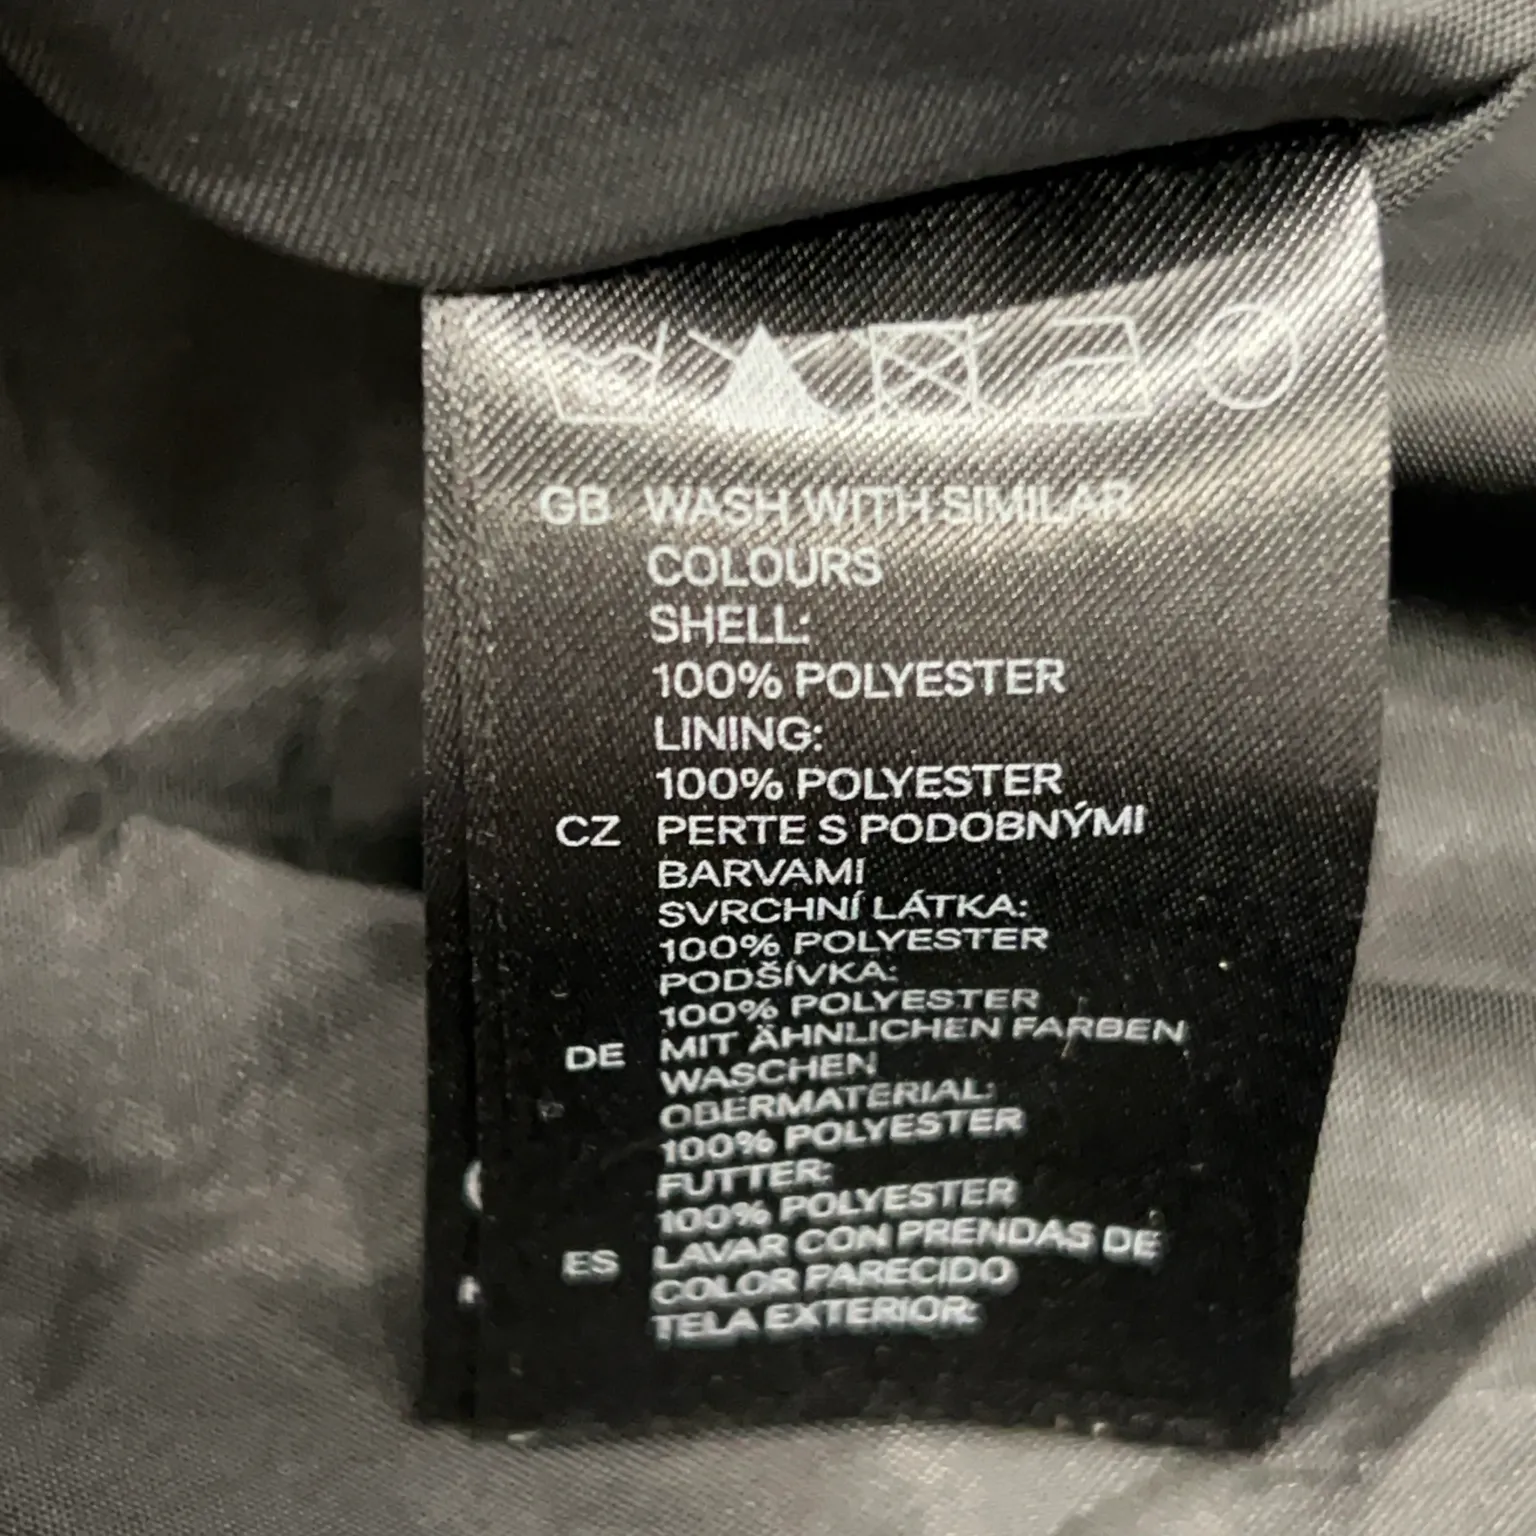 GB WASH WITH SIMILAR
COLOURS
SHELL:
100% POLYESTER
LINING:
100% POLYESTER
CZ PERTE S PODOBNÝMI
BARVAMI
SVRCHNÍ LÁTKA:
100% POLYESTER
PODŠÍVKA:
100% POLYESTER
DE MIT ÄHNLICHEN FARBEN
WASCHEN
OBERMATERIAL:
100% POLYESTER
FUTTER:
100% POLYESTER
ES LAVAR CON PRENDAS DE
COLOR PARECIDO
TELA EXTERIOR: